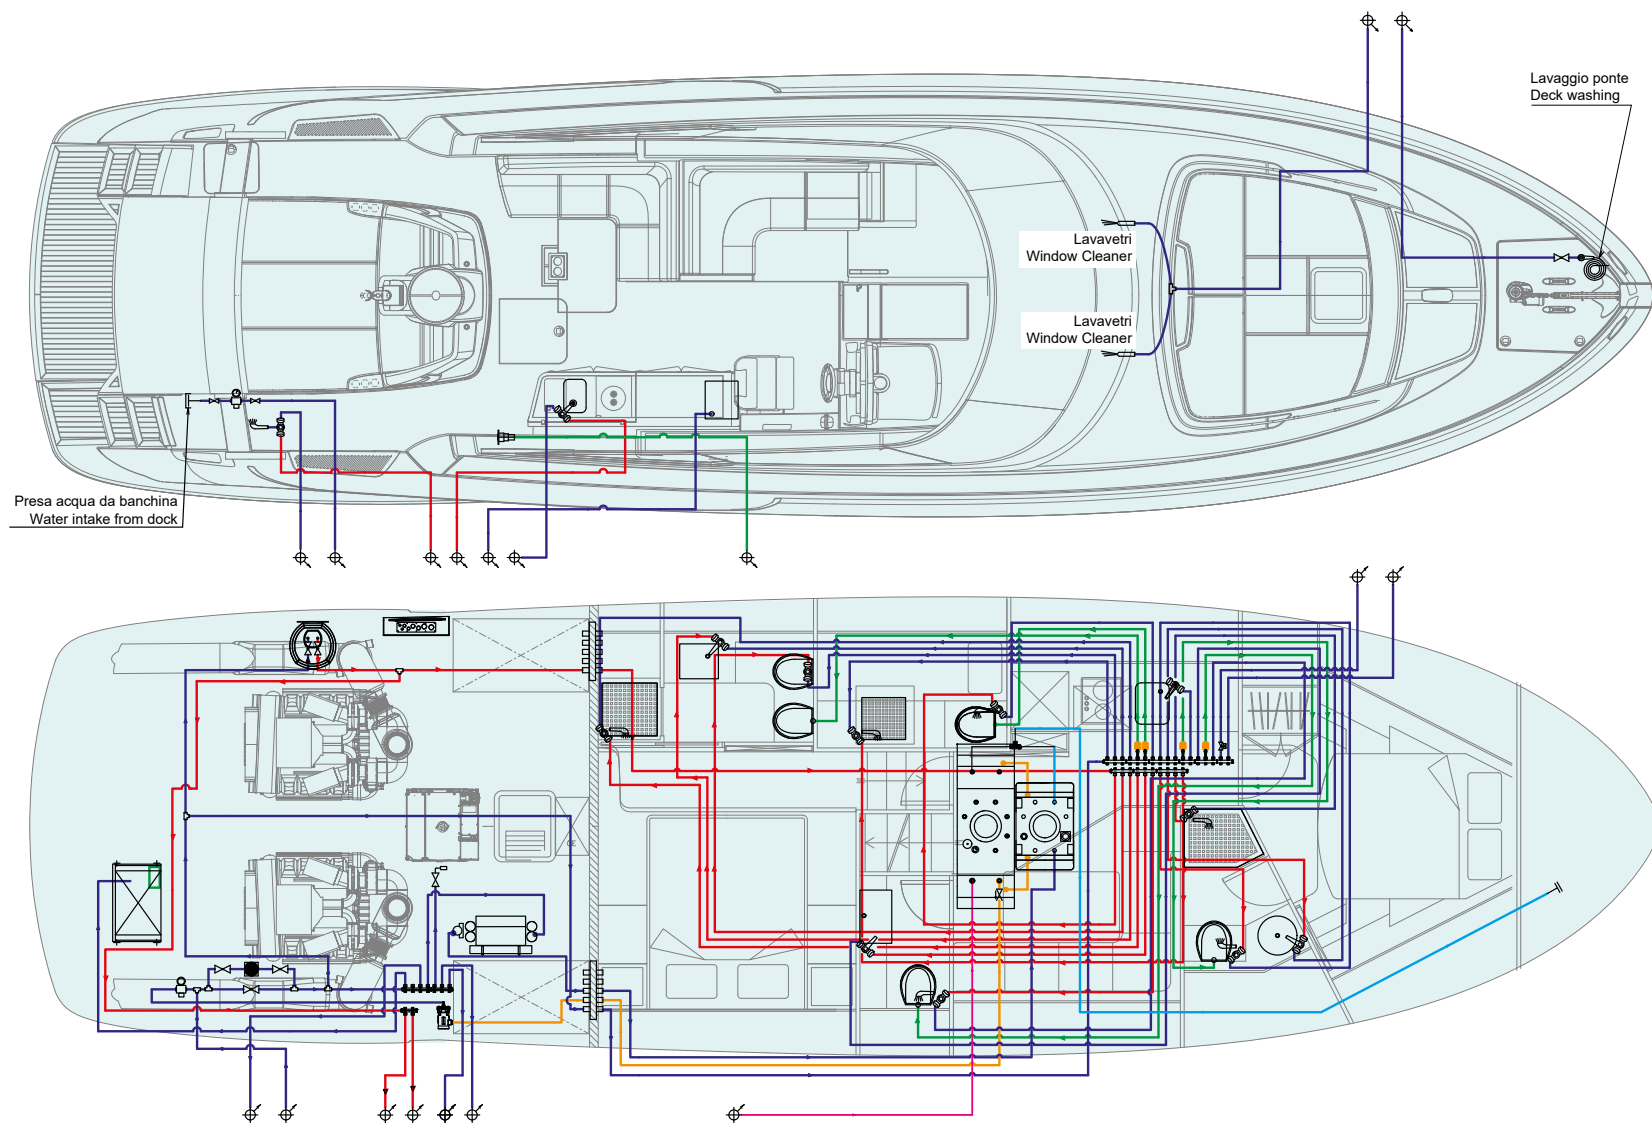 Lavaggio ponte
Deck washing
Lavavetri
Window Cleaner
Lavavetri
Window Cleaner
Presa acqua da banchina
Water intake from dock